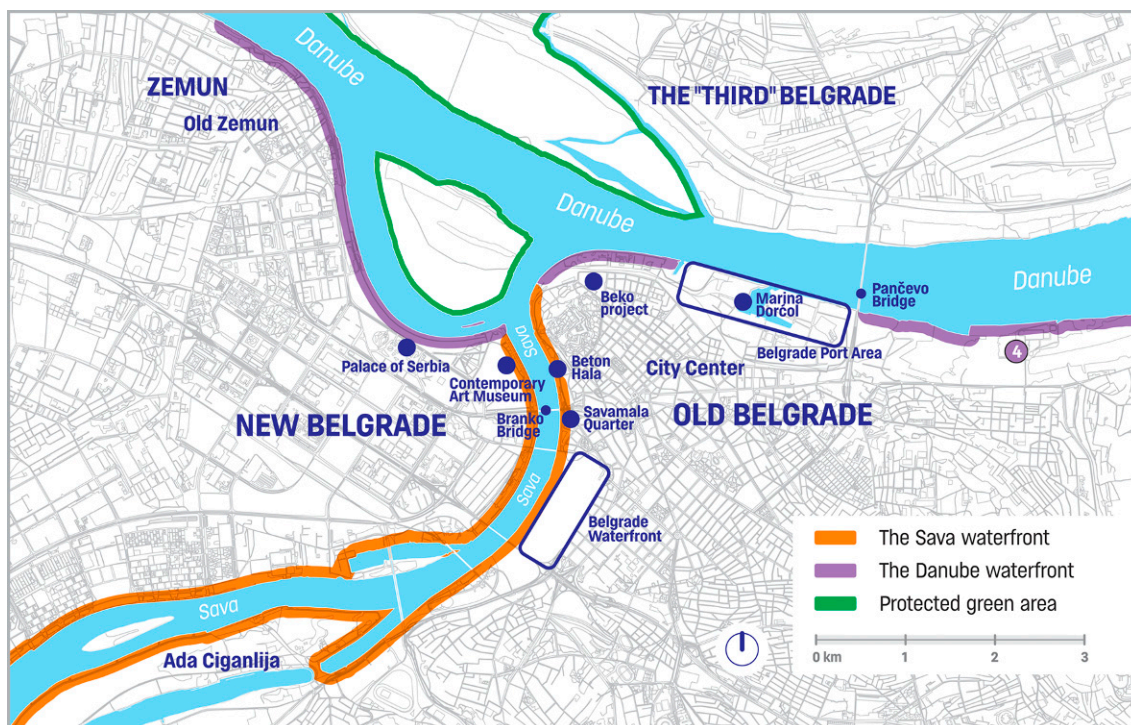 Danube
ZEMUN
Old Zemun
THE "THIRD" BELGRADE
Danube
Danube
Pančevo
Bridge
Beko
project
Marina
Dorćol
Belgrade Port Area
4
Sava
Palace of Serbia
Contemporary
Art Museum
Beton
Hala
City Center
NEW BELGRADE
Branko
Bridge
Savamala
Quarter
OLD BELGRADE
Sava
Belgrade
Waterfront
Sava
Ada Ciganlija
The Sava waterfront
The Danube waterfront
Protected green area
0 km 1 2 3